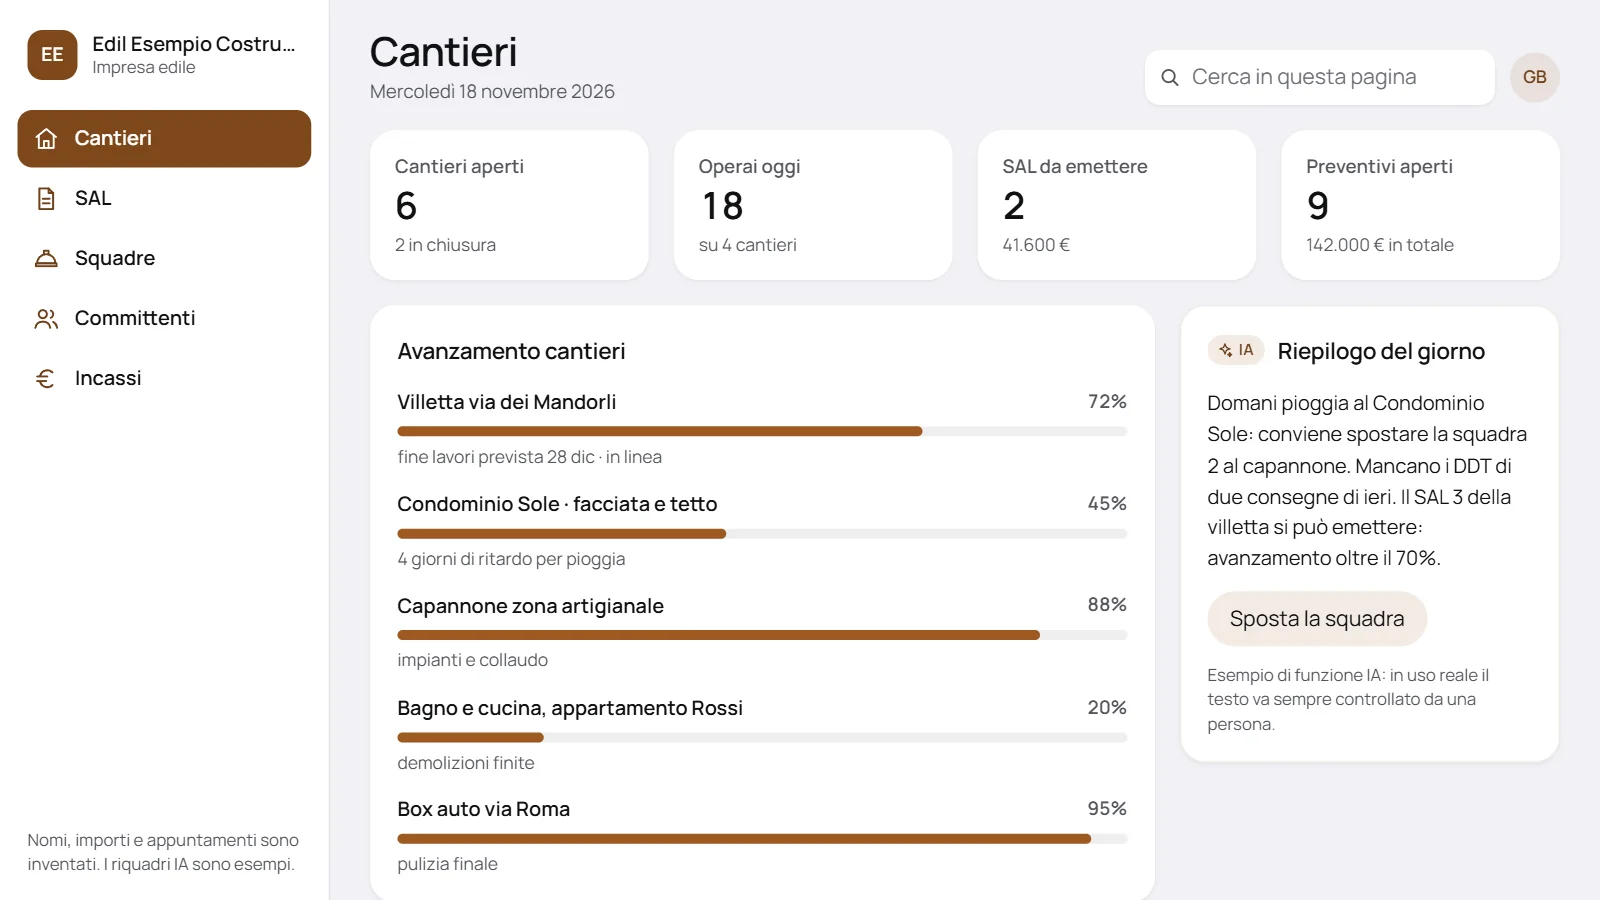 EE
Edil Esempio Costru...
Impresa edile
Cantieri
SAL
Squadre
Committenti
Incassi
Nomi, importi e appuntamenti sono
inventati. I riquadri IA sono esempi.
Cantieri
Mercoledì 18 novembre 2026
Cerca in questa pagina
GB
Cantieri aperti
6
2 in chiusura
Operai oggi
18
su 4 cantieri
SAL da emettere
2
41.600 €
Preventivi aperti
9
142.000 € in totale
Avanzamento cantieri
Villetta via dei Mandorli
72%
fine lavori prevista 28 dic · in linea
Condominio Sole · facciata e tetto
45%
4 giorni di ritardo per pioggia
Capannone zona artigianale
88%
impianti e collaudo
Bagno e cucina, appartamento Rossi
20%
demolizioni finite
Box auto via Roma
95%
pulizia finale
IA
Riepilogo del giorno
Domani pioggia al Condominio
Sole: conviene spostare la squadra
2 al capannone. Mancano i DDT di
due consegne di ieri. Il SAL 3 della
villetta si può emettere:
avanzamento oltre il 70%.
Sposta la squadra
Esempio di funzione IA: in uso reale il
testo va sempre controllato da una
persona.